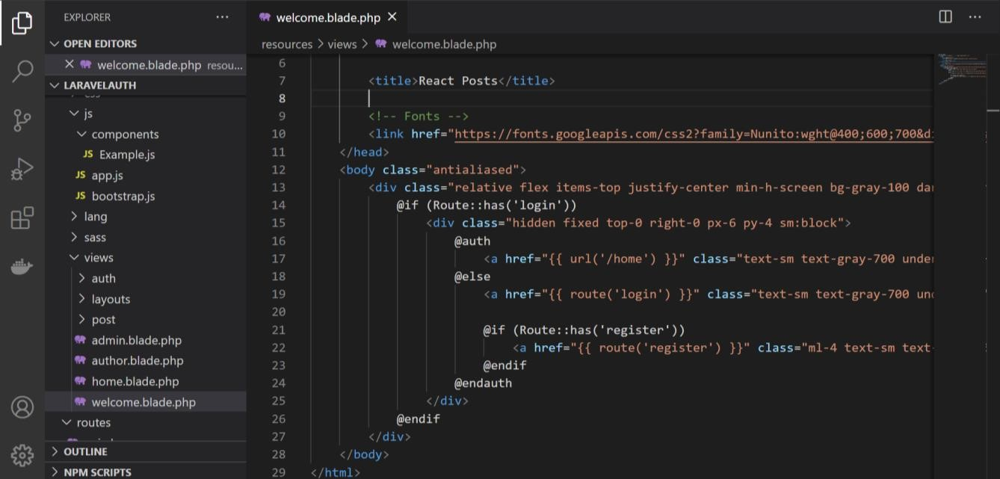 EXPLORER
OPEN EDITORS
welcome.blade.php resou...
LARAVELAUTH
js
components
JS Example.js
JS app.js
JS bootstrap.js
lang
sass
views
auth
layouts
post
admin.blade.php
author.blade.php
home.blade.php
welcome.blade.php
routes
OUTLINE
NPM SCRIPTS
welcome.blade.php
resources > views > welcome.blade.php
6
7 <title>React Posts</title>
8
9 <!-- Fonts -->
10 <link href="https://fonts.googleapis.com/css2?family=Nunito:wght@400;600;700&di
11 </head>
12 <body class="antialiased">
13 <div class="relative flex items-top justify-center min-h-screen bg-gray-100 dar
14 @if (Route::has('login'))
15 <div class="hidden fixed top-0 right-0 px-6 py-4 sm:block">
16 @auth
17 <a href="{{ url('/home') }}" class="text-sm text-gray-700 under
18 @else
19 <a href="{{ route('login') }}" class="text-sm text-gray-700 und
20
21 @if (Route::has('register'))
22 <a href="{{ route('register') }}" class="ml-4 text-sm text-
23 @endif
24 @endauth
25 </div>
26 @endif
27 </div>
28 </body>
29 </html>